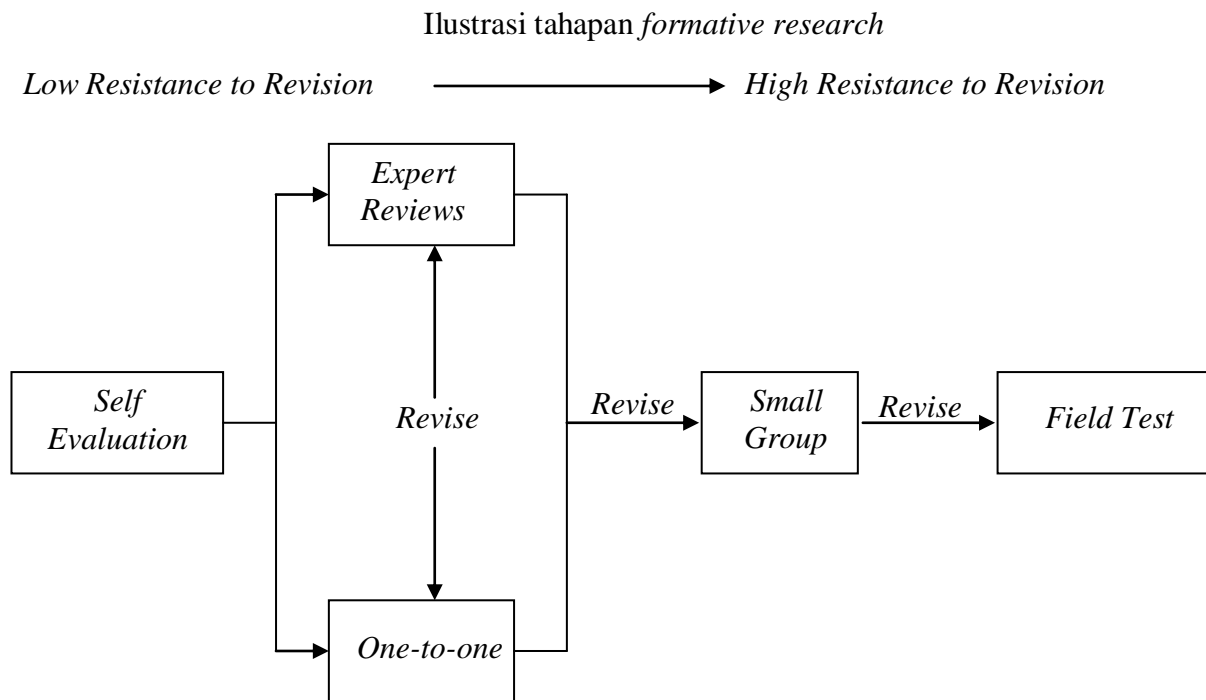 Ilustrasi tahapan formative research
Low Resistance to Revision
High Resistance to Revision
Expert
Reviews
Self
Evaluation
Revise
Revise
Small
Group
Revise
Field Test
One-to-one